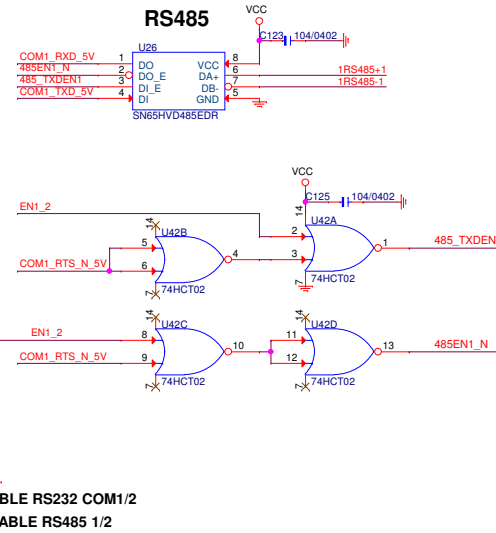 RS485
VCC
C123 104/0402
U26
COM1_RXD_5V 1 DO VCC 8
485EN1_N 2 DO_E DA+ 6 1RS485+1
485_TXDEN1 3 DI_E DB- 7 1RS485-1
COM1_TXD_5V 4 DI GND 5
SN65HVD485EDR
VCC
C125 104/0402
EN1_2
14 U42B
14 U42A
5
2
1 485_TXDEN
COM1_RTS_N_5V 6
4
3
7 74HCT02
7 74HCT02
14 U42C
14 U42D
EN1_2 8
11
10
13 485EN1_N
COM1_RTS_N_5V 9
12
7 74HCT02
7 74HCT02
BLE RS232 COM1/2
ABLE RS485 1/2